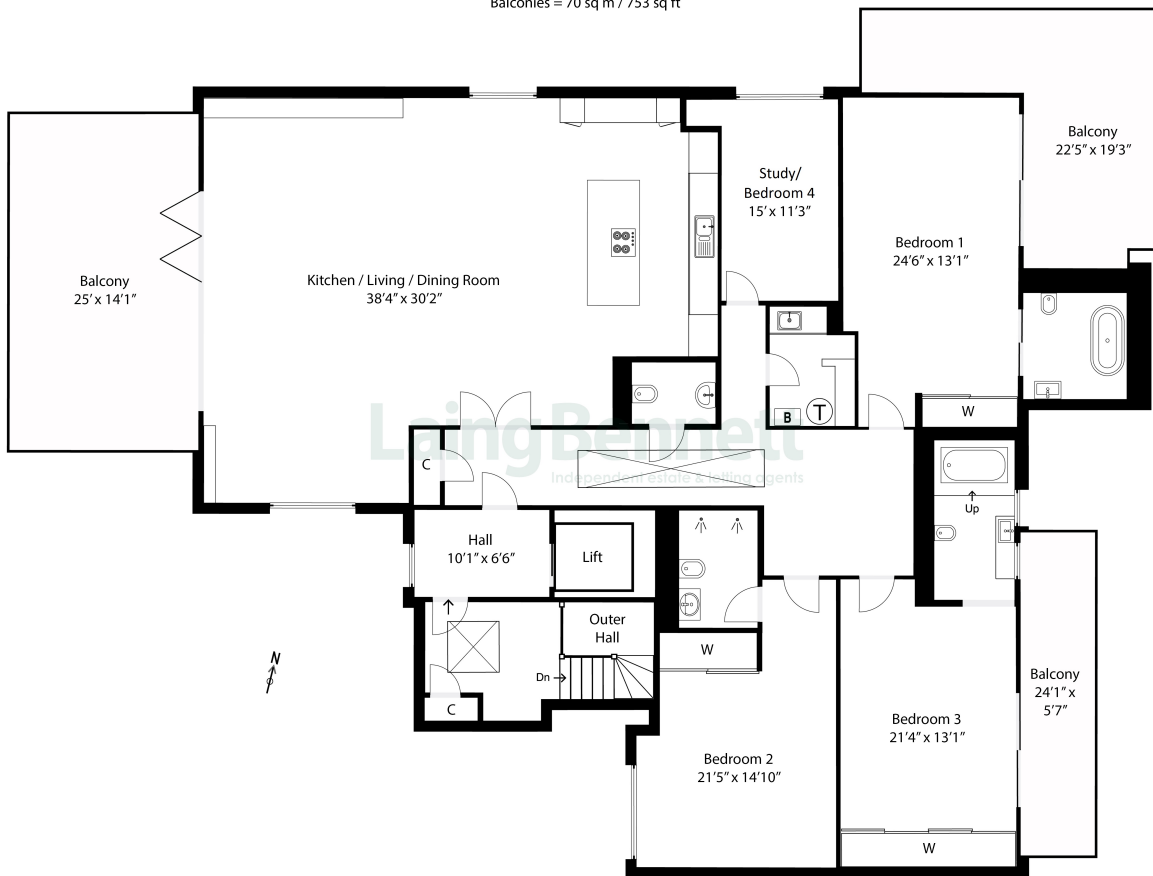 Balconies = 70 sq m / 753 sq ft
Balcony
22'5" x 19'3"
Study/
Bedroom 4
15' x 11'3"
Bedroom 1
24'6" x 13'1"
Balcony
25' x 14'1"
Kitchen / Living / Dining Room
38'4" x 30'2"
B
T
W
LaingBennett
Independent estate & letting agents
C
Up
Hall
10'1" x 6'6"
Lift
Outer
Hall
W
N
Dn
C
Balcony
24'1" x
5'7"
Bedroom 3
21'4" x 13'1"
Bedroom 2
21'5" x 14'10"
W